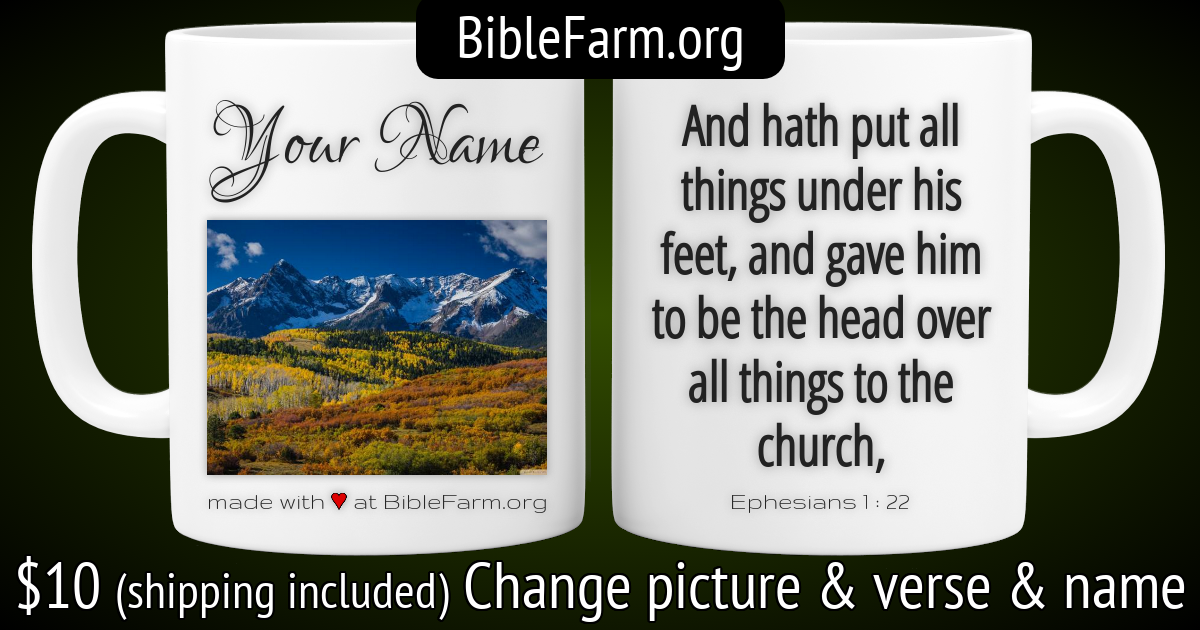 BibleFarm.org
Your Name
made with ♥ at BibleFarm.org
And hath put all
things under his
feet, and gave him
to be the head over
all things to the
church,
Ephesians 1 : 22
$10 (shipping included) Change picture & verse & name